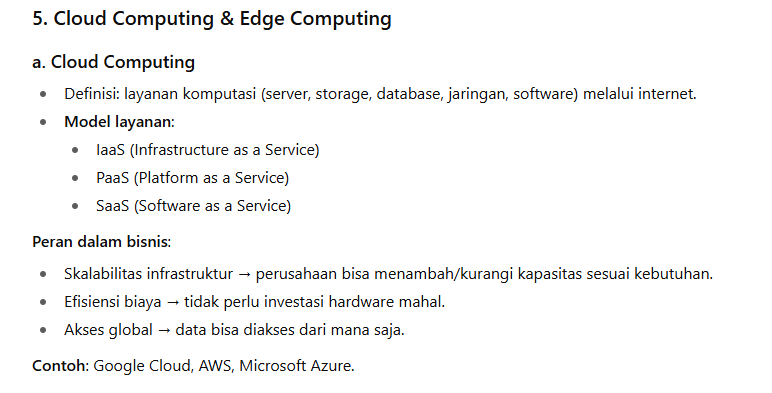 5. Cloud Computing & Edge Computing
a. Cloud Computing
• Definisi: layanan komputasi (server, storage, database, jaringan, software) melalui internet.
• Model layanan:
• IaaS (Infrastructure as a Service)
• PaaS (Platform as a Service)
• SaaS (Software as a Service)
Peran dalam bisnis:
• Skalabilitas infrastruktur → perusahaan bisa menambah/kurangi kapasitas sesuai kebutuhan.
• Efisiensi biaya → tidak perlu investasi hardware mahal.
• Akses global → data bisa diakses dari mana saja.
Contoh: Google Cloud, AWS, Microsoft Azure.